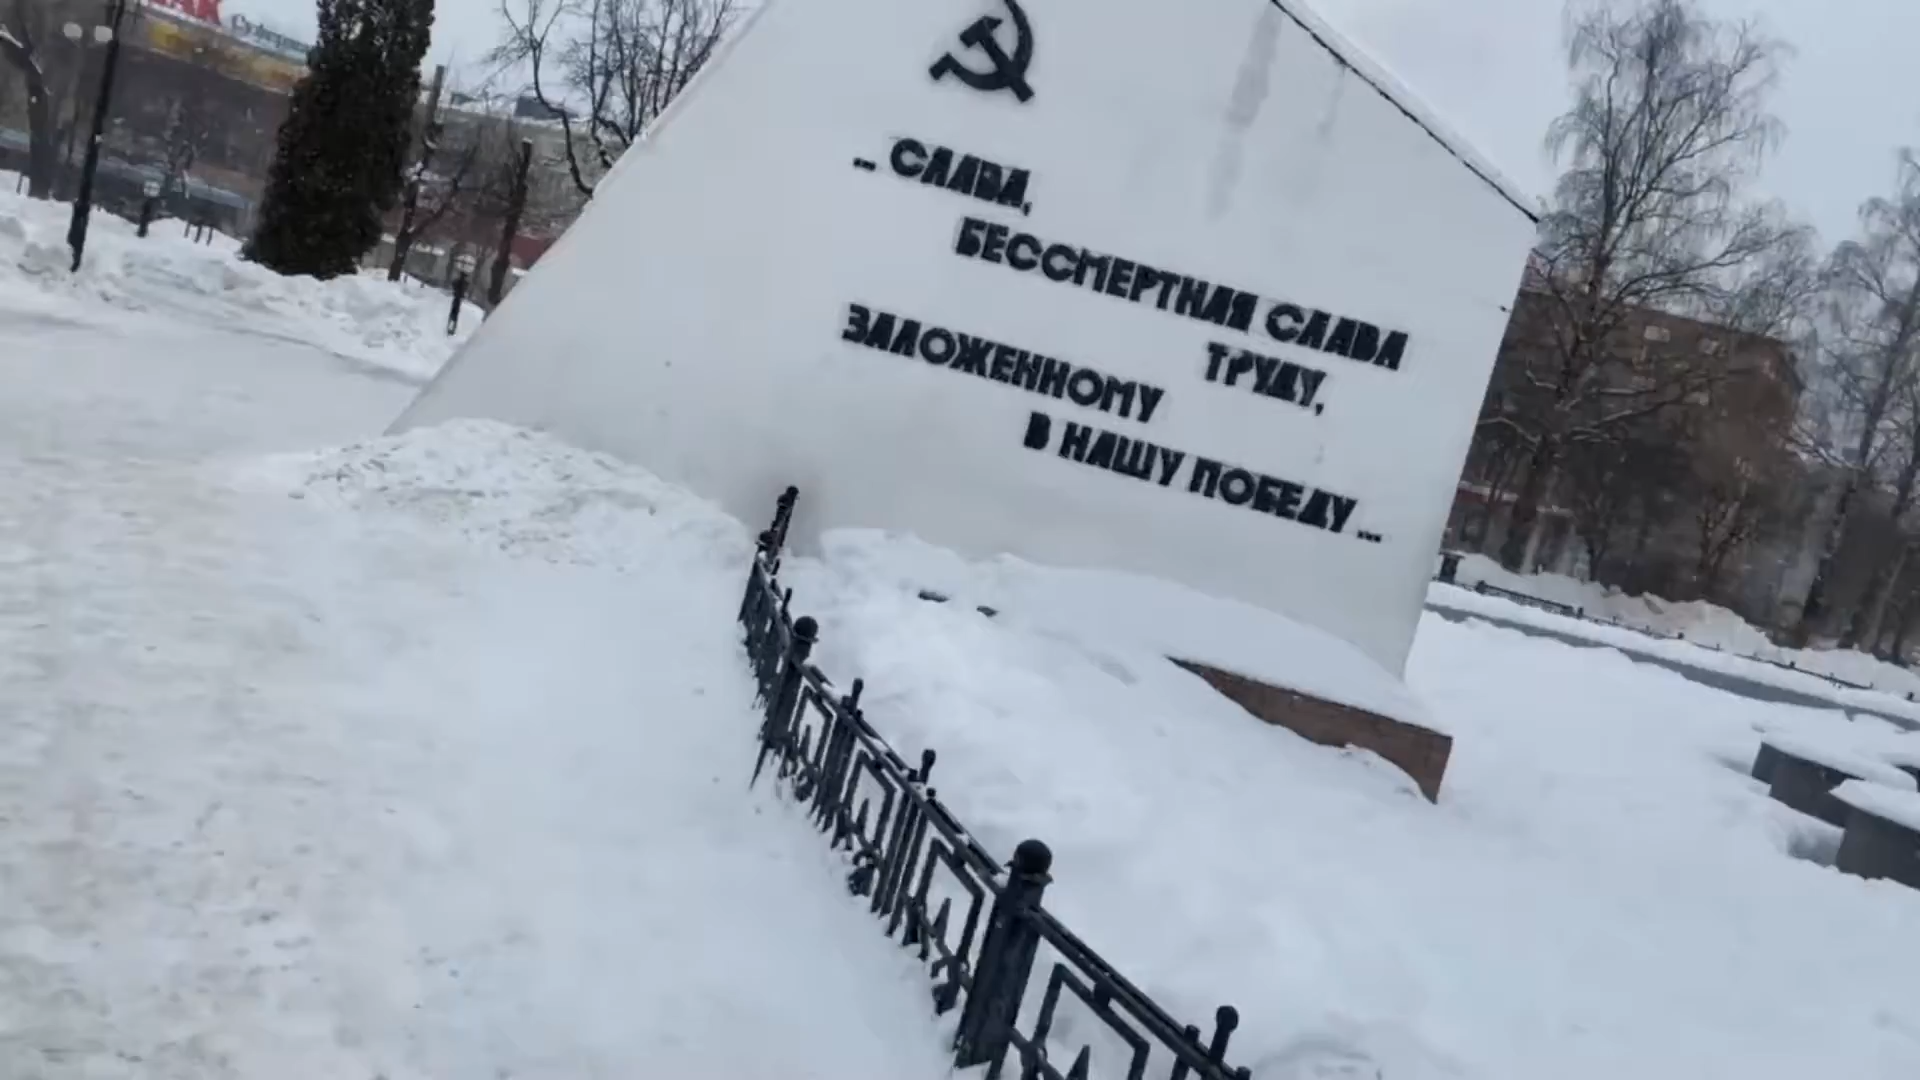 ... СЛАВА,
БЕССМЕРТНАЯ СЛАВА
ТРУДУ,
ЗАЛОЖЕННОМУ
В НАШУ ПОБЕДУ...